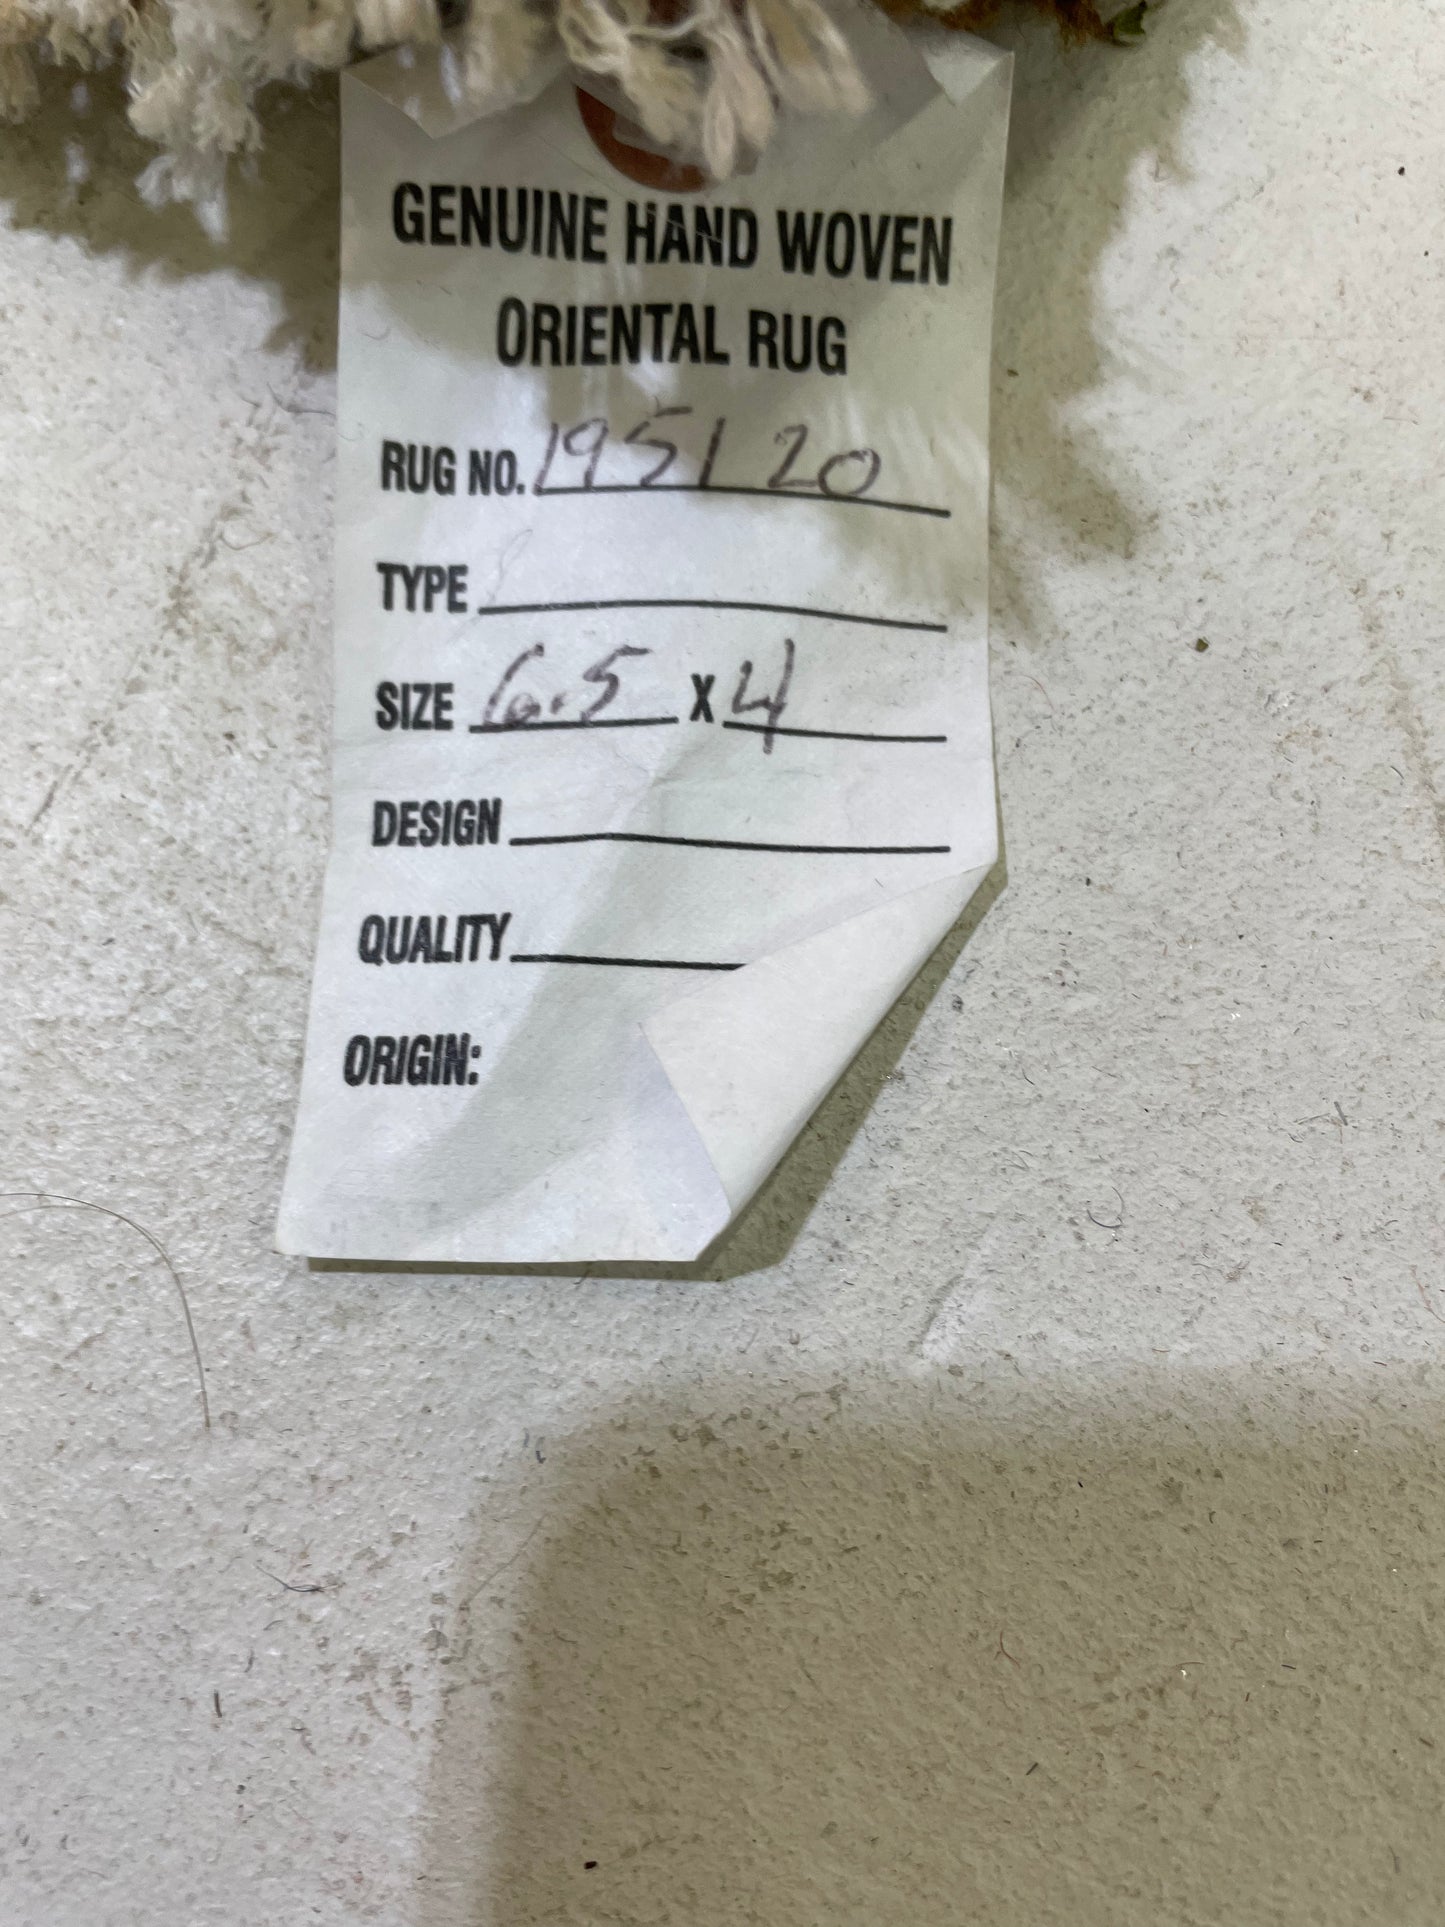 GENUINE HAND WOVEN
ORIENTAL RUG
RUG NO. 195120
TYPE
SIZE 6.5 X 4
DESIGN
QUALITY
ORIGIN: